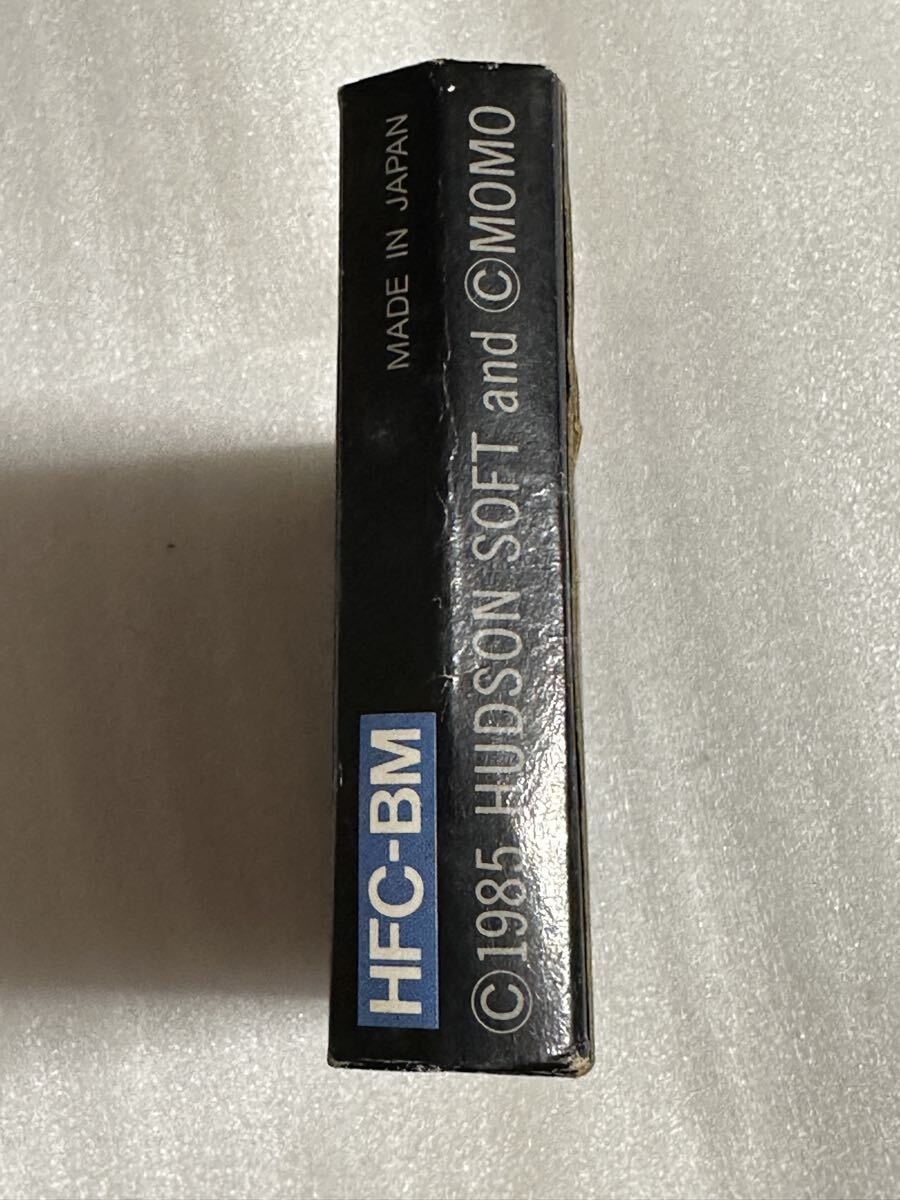 HFC-BM
MADE IN JAPAN
©1985 HUDSON SOFT and ©MOMO